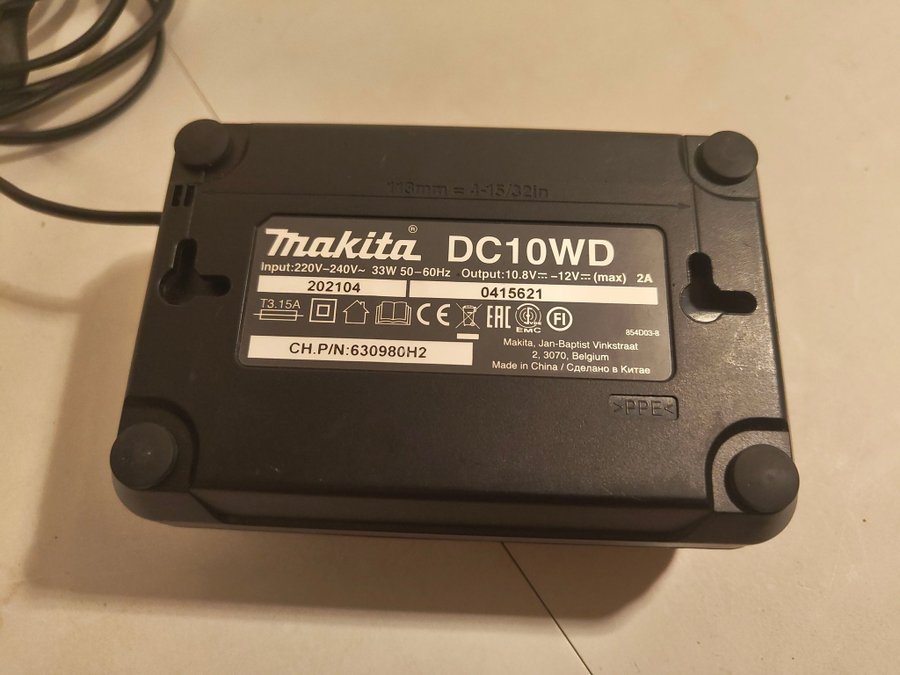 113mm = 4-15/32in
makita® DC10WD
Input:220V–240V~ 33W 50–60Hz Output:10.8V⎓ –12V⎓ (max) 2A
202104 0415621
T3.15A CE EAC EMC FI
854D03-8
CH.P/N:630980H2
Makita, Jan-Baptist Vinkstraat
2, 3070, Belgium
Made in China / Сделано в Китае
>PPE<